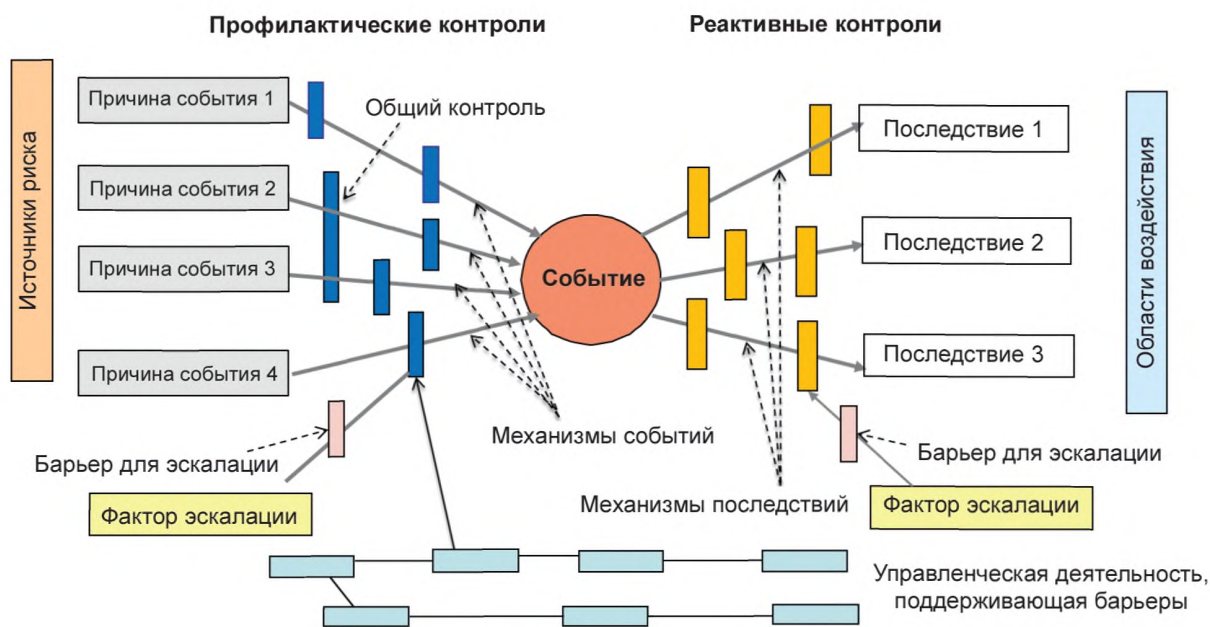 Профилактические контроли
Реактивные контроли
Источники риска
Причина события 1
Причина события 2
Причина события 3
Причина события 4
Общий контроль
Событие
Последствие 1
Последствие 2
Последствие 3
Области воздействия
Механизмы событий
Барьер для эскалации
Фактор эскалации
Механизмы последствий
Барьер для эскалации
Фактор эскалации
Управленческая деятельность,
поддерживающая барьеры